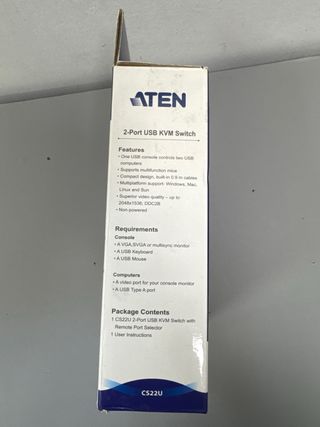 ATEN
2-Port USB KVM Switch
Features
• One USB console controls two USB
computers
• Supports multifunction mice
• Compact design, built-in 0.9 m cables
• Multiplatform support: Windows, Mac,
Linux and Sun
• Superior video quality – up to
2048x1536; DDC2B
• Non-powered
Requirements
Console
• A VGA,SVGA or multisync monitor
• A USB Keyboard
• A USB Mouse
Computers
• A video port for your console monitor
• A USB Type A port
Package Contents
1 CS22U 2-Port USB KVM Switch with
Remote Port Selector
1 User Instructions
CS22U